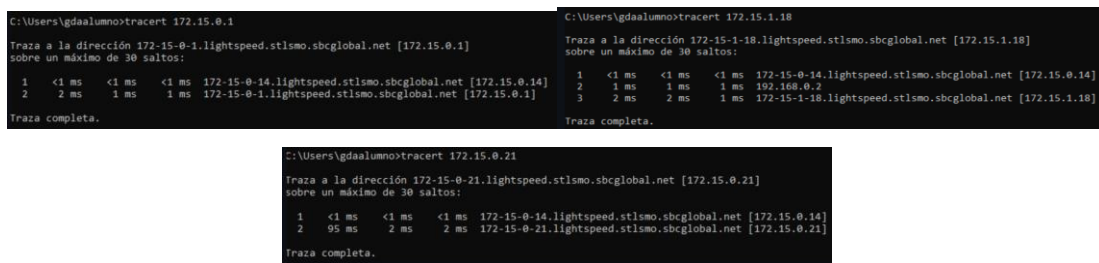 C:\Users\gdaalumno>tracert 172.15.0.1
Traza a la dirección 172-15-0-1.lightspeed.stlsmo.sbcglobal.net [172.15.0.1]
sobre un máximo de 30 saltos:
1 <1 ms <1 ms <1 ms 172-15-0-14.lightspeed.stlsmo.sbcglobal.net [172.15.0.14]
2 2 ms 1 ms 1 ms 172-15-0-1.lightspeed.stlsmo.sbcglobal.net [172.15.0.1]
Traza completa.
C:\Users\gdaalumno>tracert 172.15.1.18
Traza a la dirección 172-15-1-18.lightspeed.stlsmo.sbcglobal.net [172.15.1.18]
sobre un máximo de 30 saltos:
1 <1 ms <1 ms <1 ms 172-15-0-14.lightspeed.stlsmo.sbcglobal.net [172.15.0.14]
2 1 ms 1 ms 1 ms 192.168.0.2
3 2 ms 2 ms 1 ms 172-15-1-18.lightspeed.stlsmo.sbcglobal.net [172.15.1.18]
Traza completa.
C:\Users\gdaalumno>tracert 172.15.0.21
Traza a la dirección 172-15-0-21.lightspeed.stlsmo.sbcglobal.net [172.15.0.21]
sobre un máximo de 30 saltos:
1 <1 ms <1 ms <1 ms 172-15-0-14.lightspeed.stlsmo.sbcglobal.net [172.15.0.14]
2 95 ms 2 ms 2 ms 172-15-0-21.lightspeed.stlsmo.sbcglobal.net [172.15.0.21]
Traza completa.